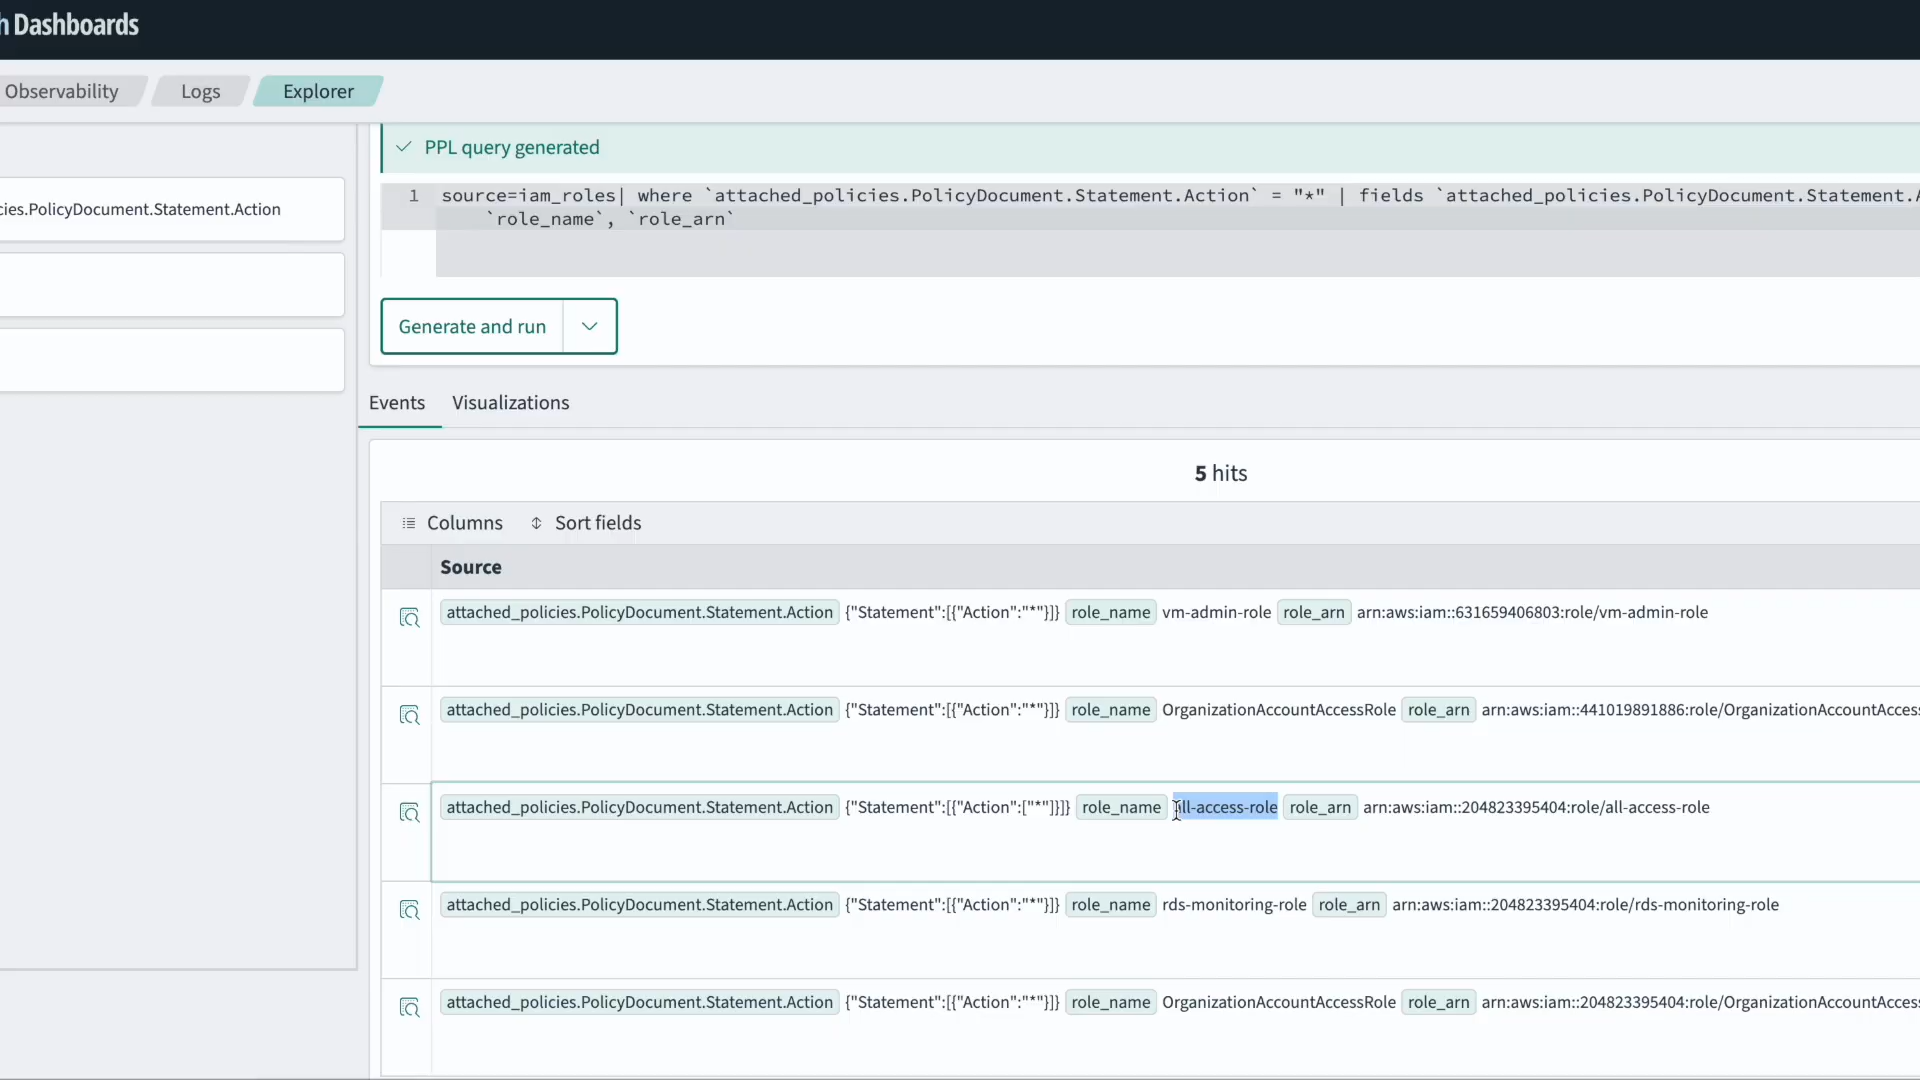 h Dashboards
Observability Logs Explorer
cies.PolicyDocument.Statement.Action
PPL query generated
1 source=iam_roles| where `attached_policies.PolicyDocument.Statement.Action` = "*" | fields `attached_policies.PolicyDocument.Statement.A
`role_name`, `role_arn`
Generate and run
Events Visualizations
5 hits
Columns Sort fields
Source
attached_policies.PolicyDocument.Statement.Action {"Statement":[{"Action":"*"}]} role_name vm-admin-role role_arn arn:aws:iam::631659406803:role/vm-admin-role
attached_policies.PolicyDocument.Statement.Action {"Statement":[{"Action":"*"}]} role_name OrganizationAccountAccessRole role_arn arn:aws:iam::441019891886:role/OrganizationAccountAccess
attached_policies.PolicyDocument.Statement.Action {"Statement":[{"Action":["*"]}]} role_name all-access-role role_arn arn:aws:iam::204823395404:role/all-access-role
attached_policies.PolicyDocument.Statement.Action {"Statement":[{"Action":"*"}]} role_name rds-monitoring-role role_arn arn:aws:iam::204823395404:role/rds-monitoring-role
attached_policies.PolicyDocument.Statement.Action {"Statement":[{"Action":"*"}]} role_name OrganizationAccountAccessRole role_arn arn:aws:iam::204823395404:role/OrganizationAccountAccess